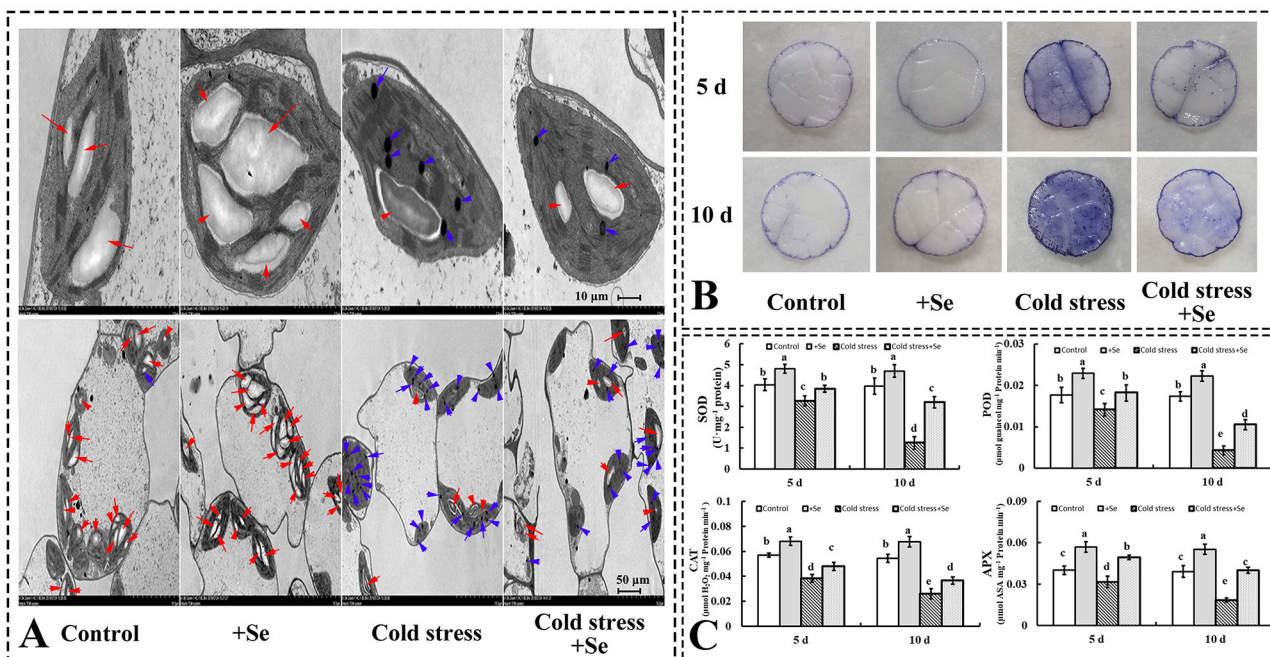 10 µm
50 µm
A
Control
+Se
Cold stress
Cold stress
+Se
5 d
10 d
B
Control
+Se
Cold stress
Cold stress
+Se
Control +Se Cold stress Cold stress+Se
SOD
(U·mg⁻¹ protein)
6
5
4
3
2
1
0
b a c b
b a d c
5 d 10 d
Control +Se Cold stress Cold stress+Se
POD
(µmol guaiacol mg⁻¹ Protein min⁻¹)
0.03
0.02
0.01
0
b a c b
b a e d
5 d 10 d
Control +Se Cold stress Cold stress+Se
CAT
(µmol H₂O₂ mg⁻¹ Protein min⁻¹)
0.1
0.08
0.06
0.04
0.02
0
b a d c
b a e d
5 d 10 d
C
Control +Se Cold stress Cold stress+Se
APX
(µmol ASA mg⁻¹ Protein min⁻¹)
0.09
0.06
0.03
0
c a d b
c a e c
5 d 10 d